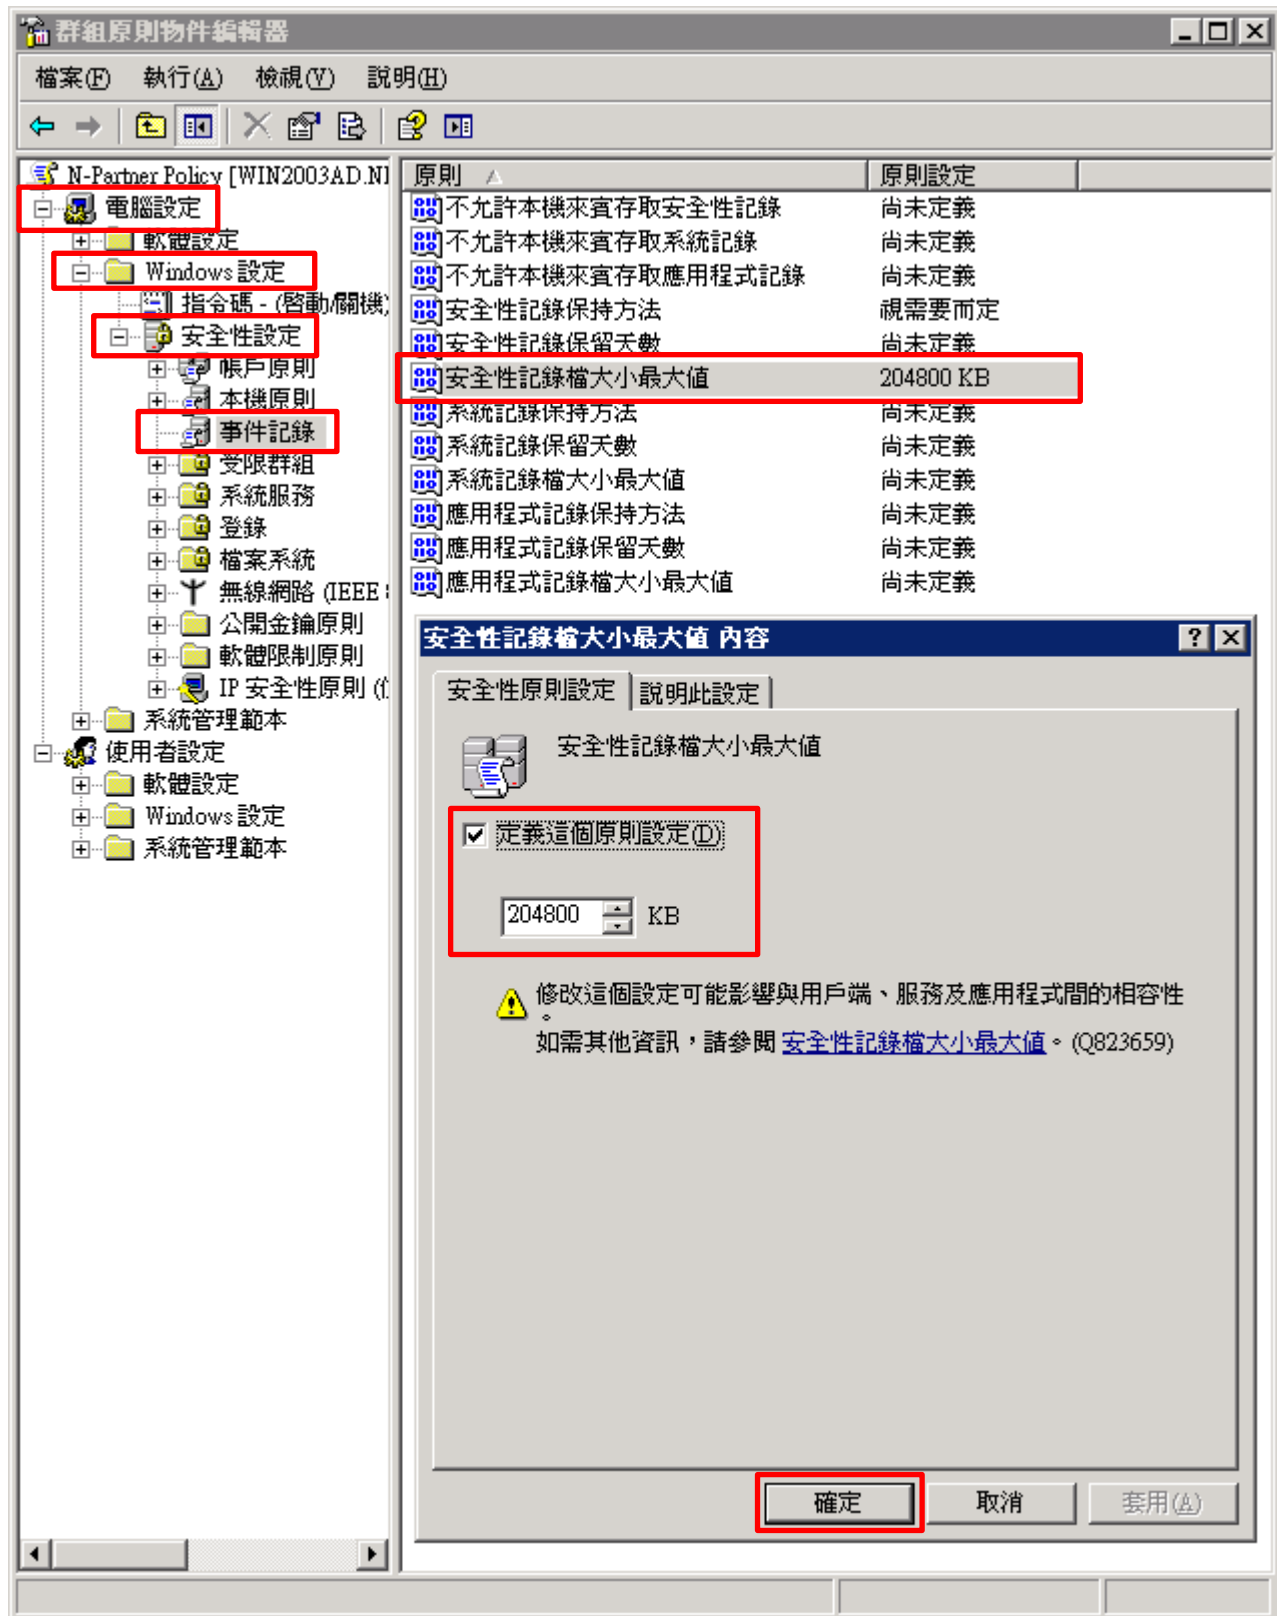 群組原則物件編輯器
檔案(F) 執行(A) 檢視(V) 說明(H)
N-Partner Policy [WIN2003AD.N
電腦設定
軟體設定
Windows 設定
指令碼 - (啟動/關機)
安全性設定
帳戶原則
本機原則
事件記錄
受限群組
系統服務
登錄
檔案系統
無線網路 (IEEE
公開金鑰原則
軟體限制原則
IP 安全性原則 (
系統管理範本
使用者設定
軟體設定
Windows 設定
系統管理範本
原則 原則設定
不允許本機來賓存取安全性記錄 尚未定義
不允許本機來賓存取系統記錄 尚未定義
不允許本機來賓存取應用程式記錄 尚未定義
安全性記錄保持方法 視需要而定
安全性記錄保留天數 尚未定義
安全性記錄檔大小最大值 204800 KB
系統記錄保持方法 尚未定義
系統記錄保留天數 尚未定義
系統記錄檔大小最大值 尚未定義
應用程式記錄保持方法 尚未定義
應用程式記錄保留天數 尚未定義
應用程式記錄檔大小最大值 尚未定義
安全性記錄檔大小最大值 內容
安全性原則設定 說明此設定
安全性記錄檔大小最大值
定義這個原則設定(D)
204800 KB
修改這個設定可能影響與用戶端、服務及應用程式間的相容性
。
如需其他資訊，請參閱 安全性記錄檔大小最大值。(Q823659)
確定 取消 套用(A)